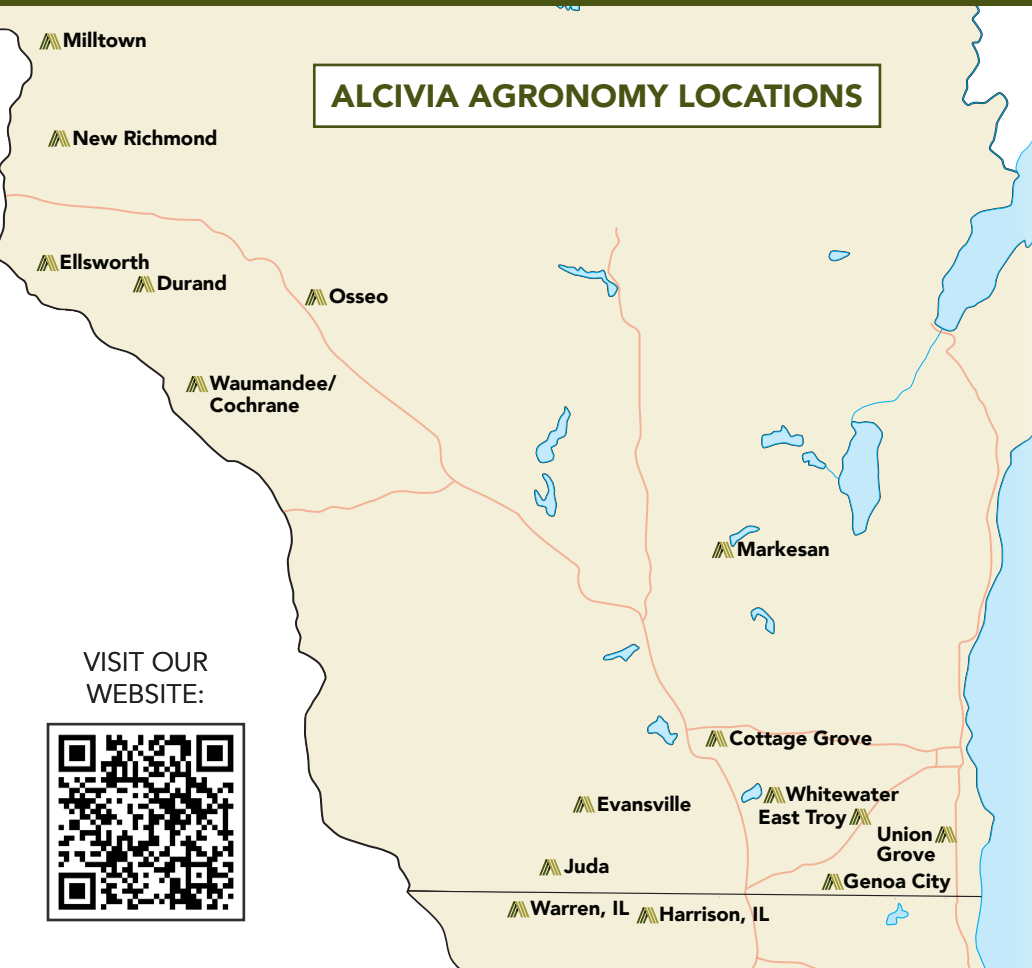 Milltown
ALCIVIA AGRONOMY LOCATIONS
New Richmond
Ellsworth
Durand
Osseo
Waumandee/
Cochrane
Markesan
VISIT OUR
WEBSITE:
Cottage Grove
Evansville
Whitewater
East Troy
Union
Grove
Juda
Genoa City
Warren, IL
Harrison, IL